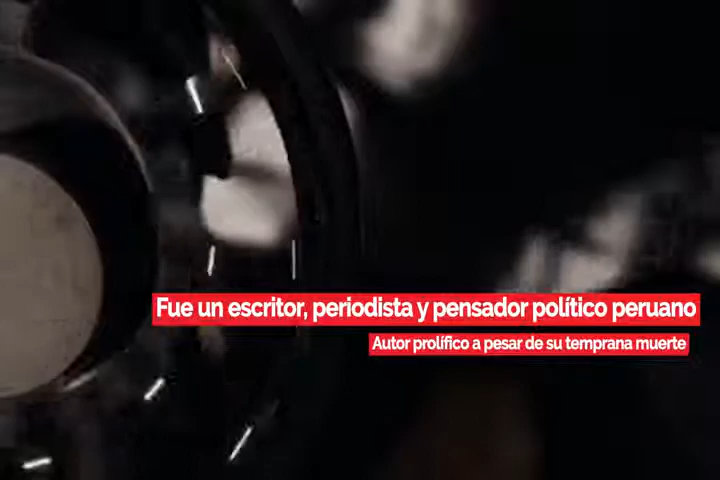 Fue un escritor, periodista y pensador político peruano
Autor prolífico a pesar de su temprana muerte